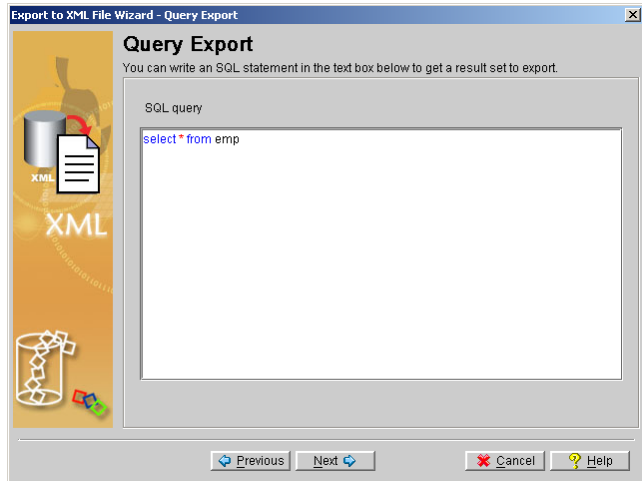 Export to XML File Wizard - Query Export
Query Export
You can write an SQL statement in the text box below to get a result set to export.
SQL query
select * from emp
XML
XML
Previous
Next
Cancel
Help